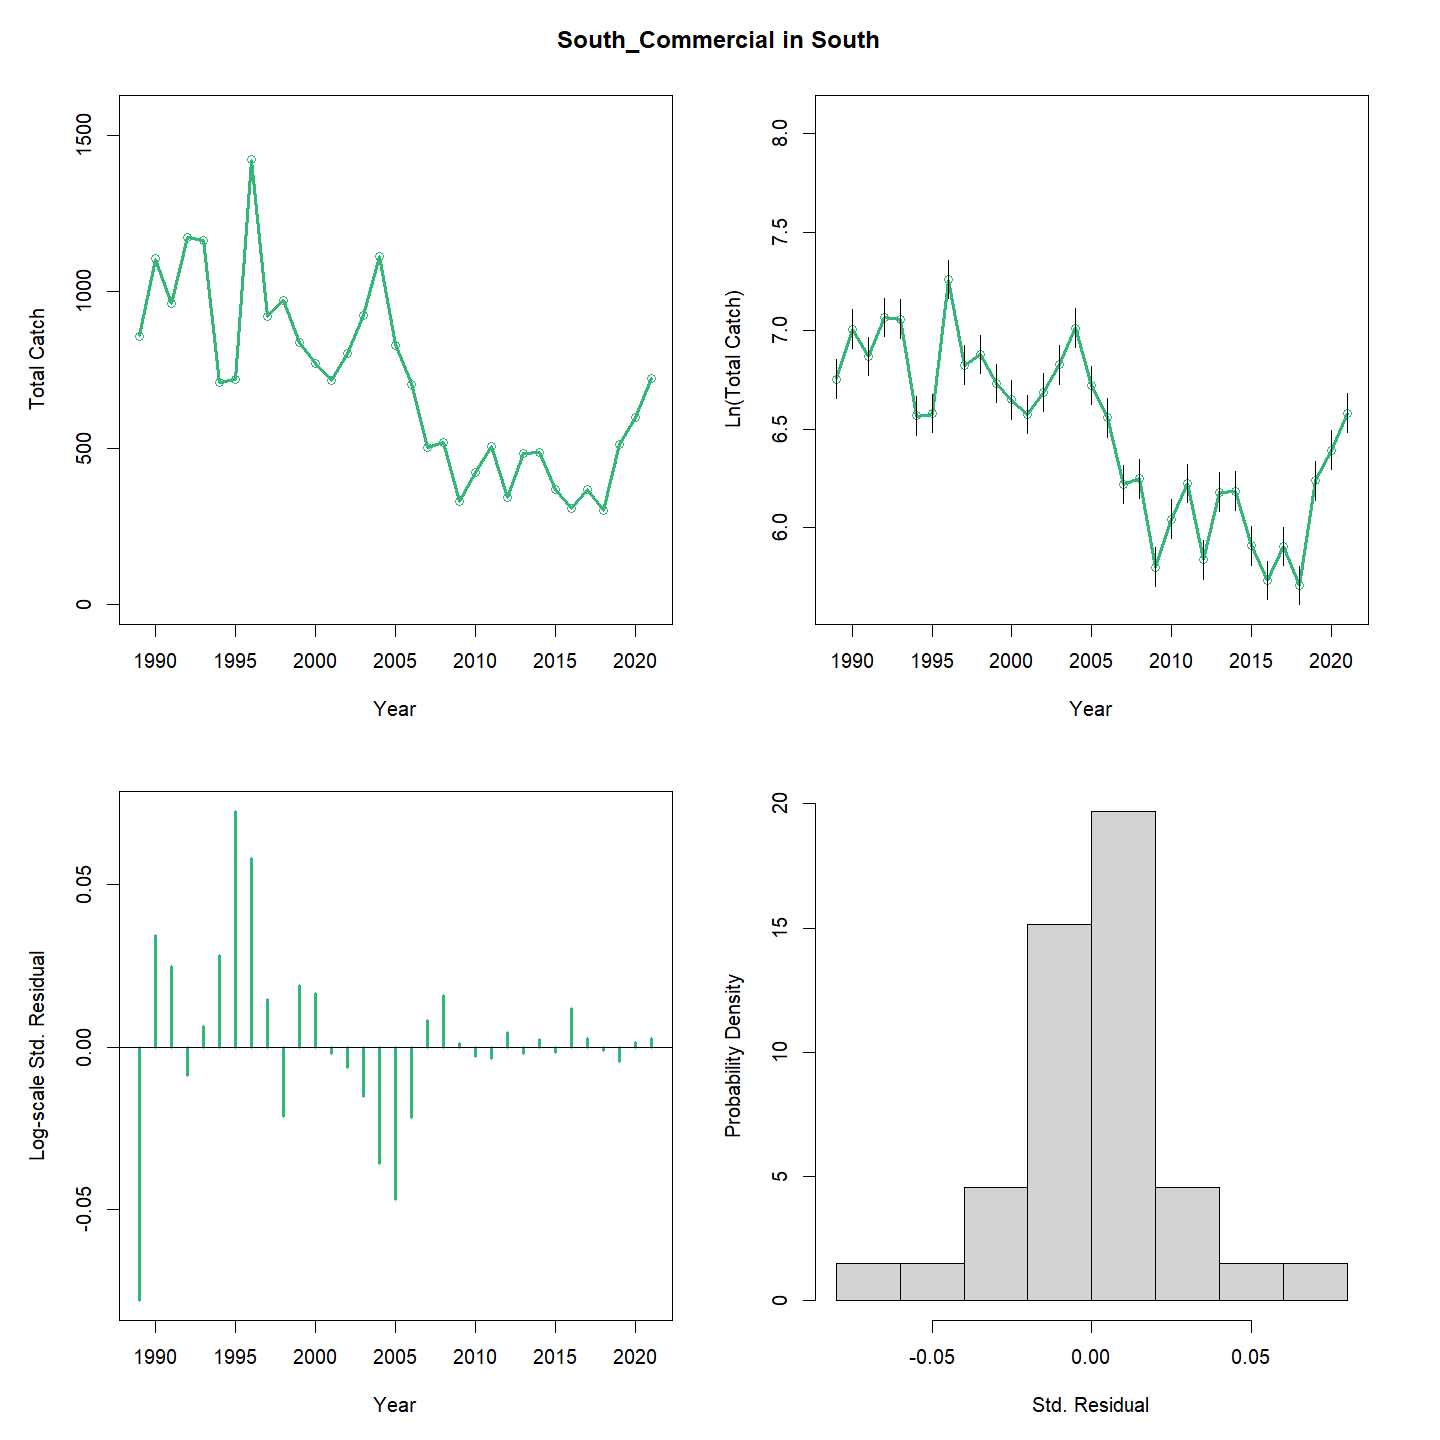 South_Commercial in South
Total Catch
0 500 1000 1500
1990 1995 2000 2005 2010 2015 2020
Year
Ln(Total Catch)
6.0 6.5 7.0 7.5 8.0
1990 1995 2000 2005 2010 2015 2020
Year
Log-scale Std. Residual
-0.05 0.00 0.05
1990 1995 2000 2005 2010 2015 2020
Year
Probability Density
0 5 10 15 20
-0.05 0.00 0.05
Std. Residual